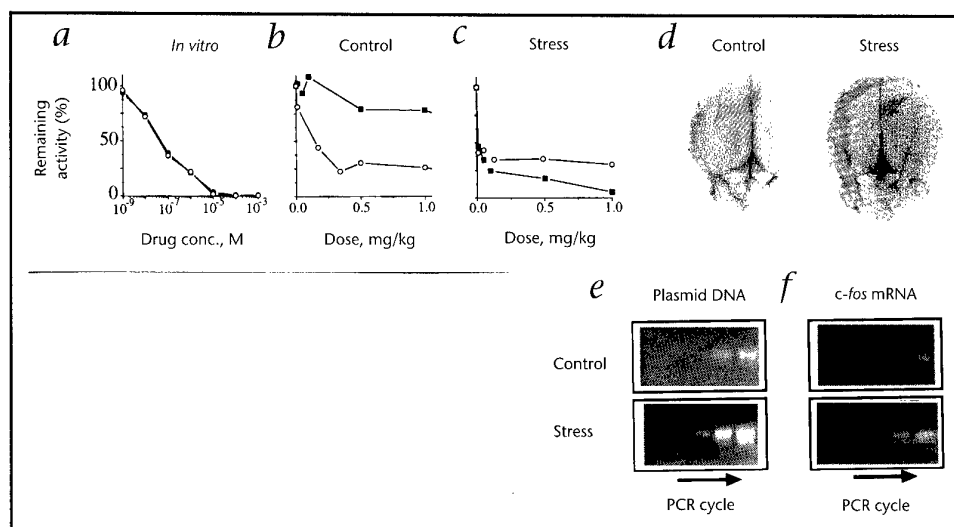 a In vitro
b Control
c Stress
d Control Stress
Remaining
activity (%)
100
50
0
10⁻⁹ 10⁻⁷ 10⁻⁵ 10⁻³
Drug conc., M
0.0 0.5 1.0
Dose, mg/kg
0.0 0.5 1.0
Dose, mg/kg
e Plasmid DNA
f c-fos mRNA
Control
Stress
PCR cycle
PCR cycle